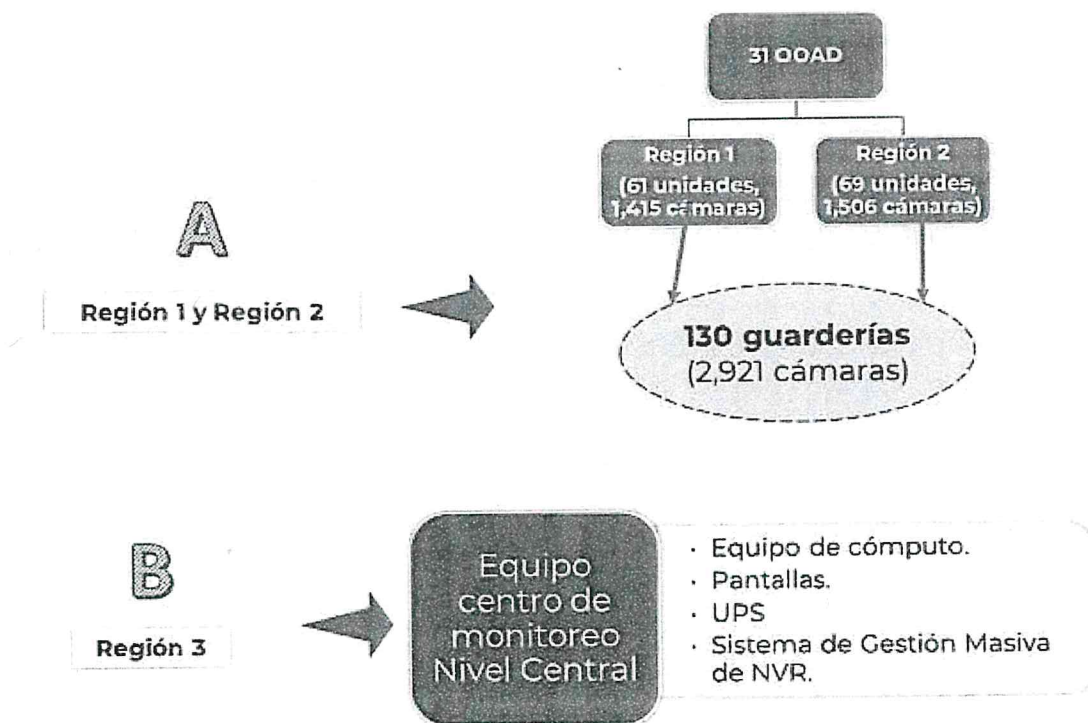 31 OOAD
Región 1
(61 unidades,
1,415 cámaras)
Región 2
(69 unidades,
1,506 cámaras)
A
Región 1 y Región 2
130 guarderías
(2,921 cámaras)
B
Región 3
Equipo
centro de
monitoreo
Nivel Central
· Equipo de cómputo.
· Pantallas.
· UPS
· Sistema de Gestión Masiva
de NVR.